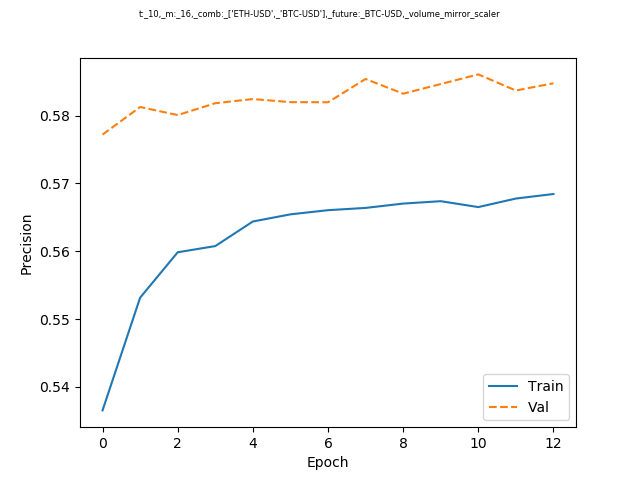 t:_10,_m:_16,_comb:_['ETH-USD',_'BTC-USD'],_future:_BTC-USD,_volume_mirror_scaler
0.58
0.57
0.56
0.55
0.54
Precision
0 2 4 6 8 10 12
Epoch
Train
Val